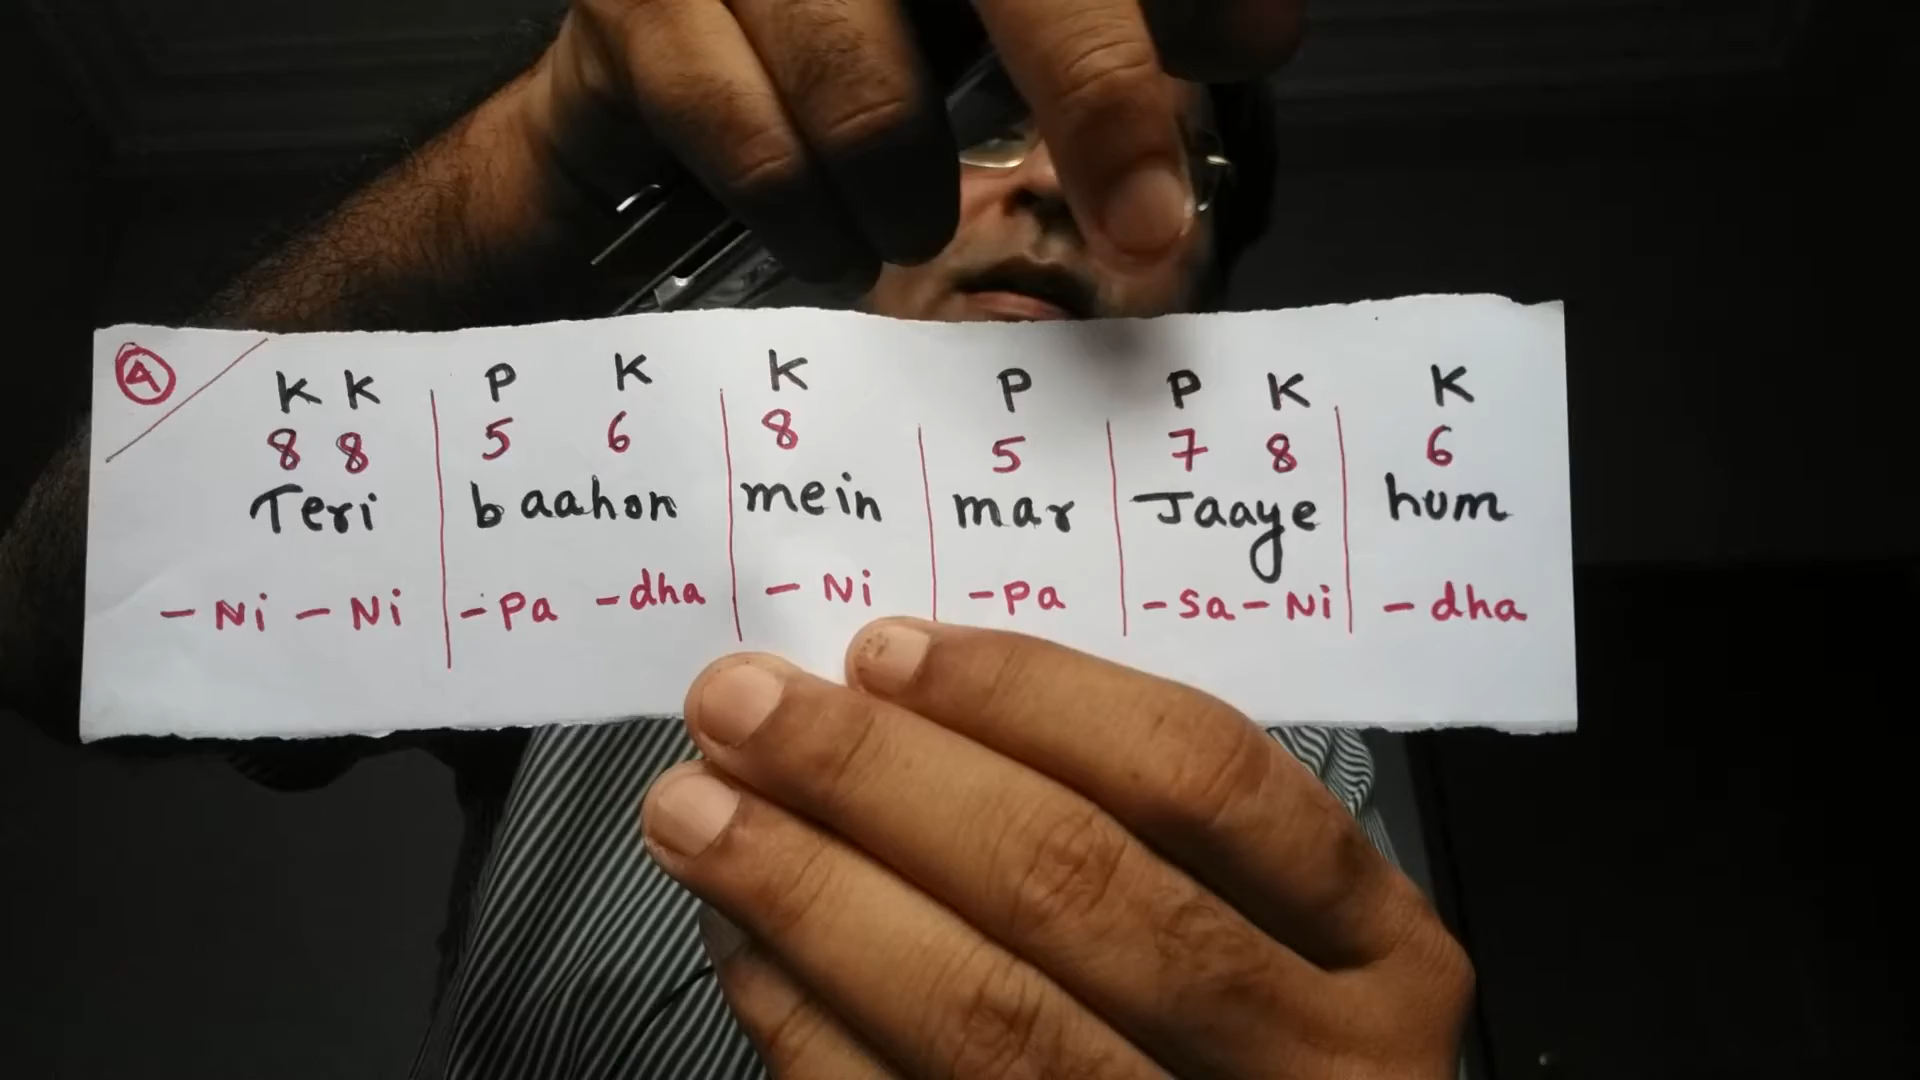 4
K K | P K | K | P | P K | K
8 8 | 5 6 | 8 | 5 | 7 8 | 6
Teri | baahon | mein | mar | Jaaye | hum
- Ni - Ni | - Pa - dha | - Ni | - Pa | - Sa - Ni | - dha